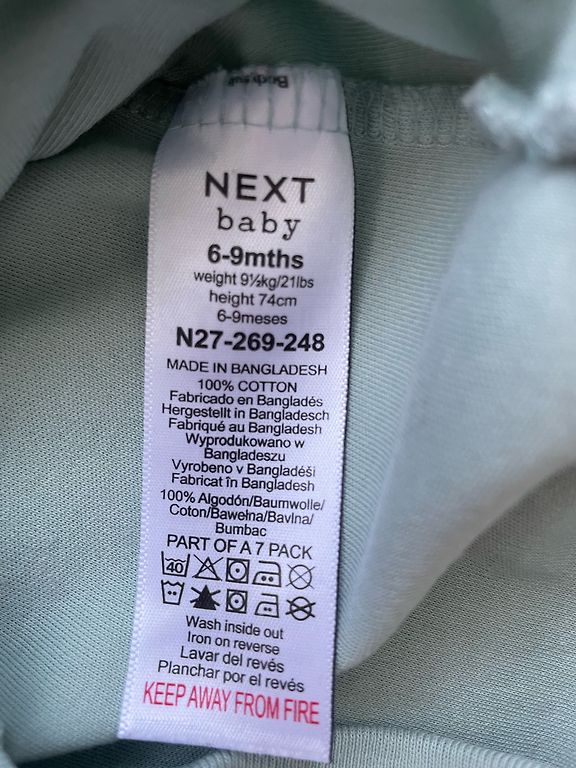 NEXT
baby
6-9mths
weight 9½kg/21lbs
height 74cm
6-9meses
N27-269-248
MADE IN BANGLADESH
100% COTTON
Fabricado en Bangladés
Hergestellt in Bangladesch
Fabriqué au Bangladesh
Wyprodukowano w
Bangladeszu
Vyrobeno v Bangladéši
Fabricat în Bangladesh
100% Algodón/Baumwolle/
Coton/Bawełna/Bavlna/
Bumbac
PART OF A 7 PACK
40
Wash inside out
Iron on reverse
Lavar del revés
Planchar por el revés
KEEP AWAY FROM FIRE